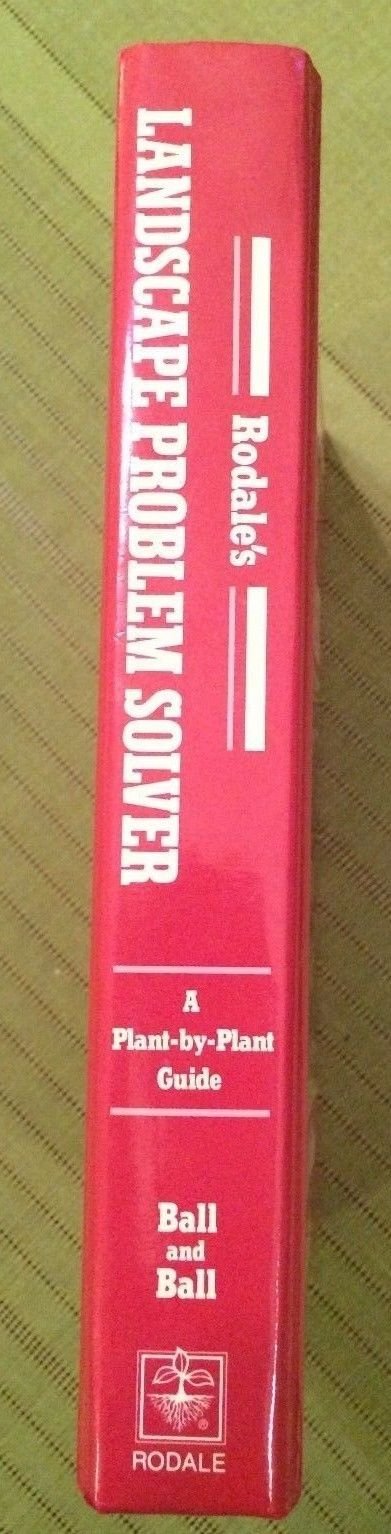 Rodale's
LANDSCAPE PROBLEM SOLVER
A
Plant-by-Plant
Guide
Ball
and
Ball
®
RODALE